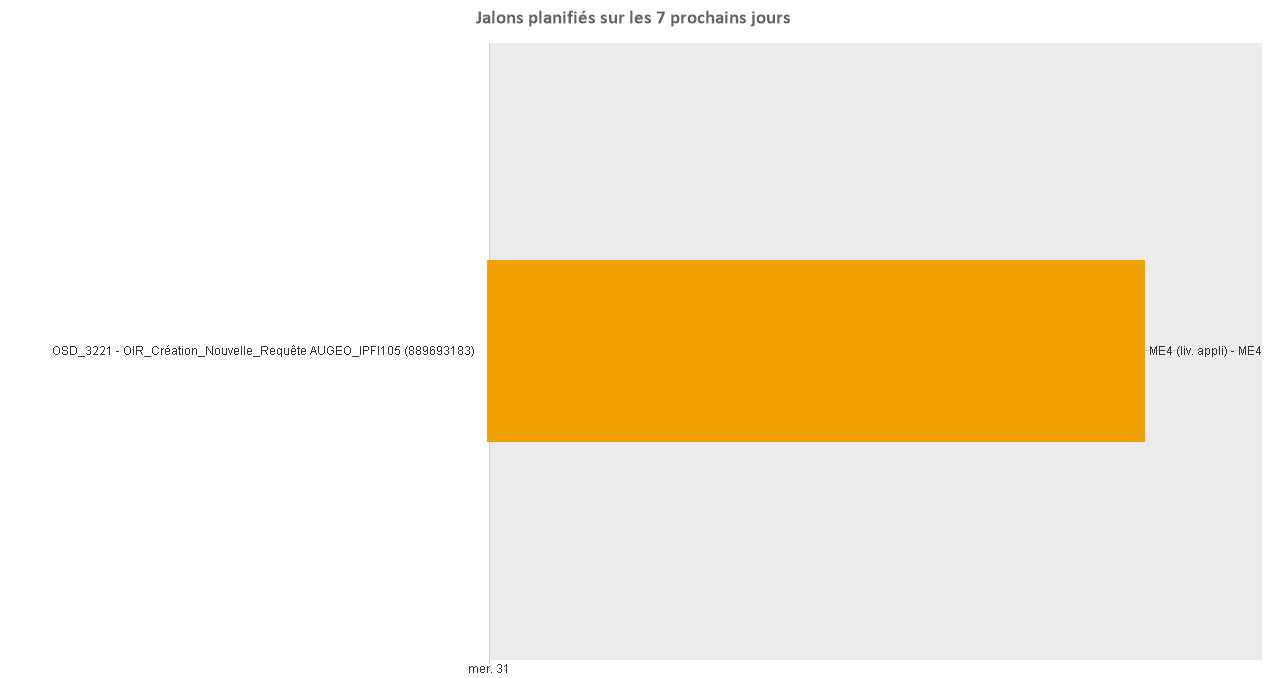 Jalons planifiés sur les 7 prochains jours
OSD_3221 - OIR_Création_Nouvelle_Requête AUGEO_IPFI105 (889693183)
ME4 (liv. appli) - ME4
mer. 31